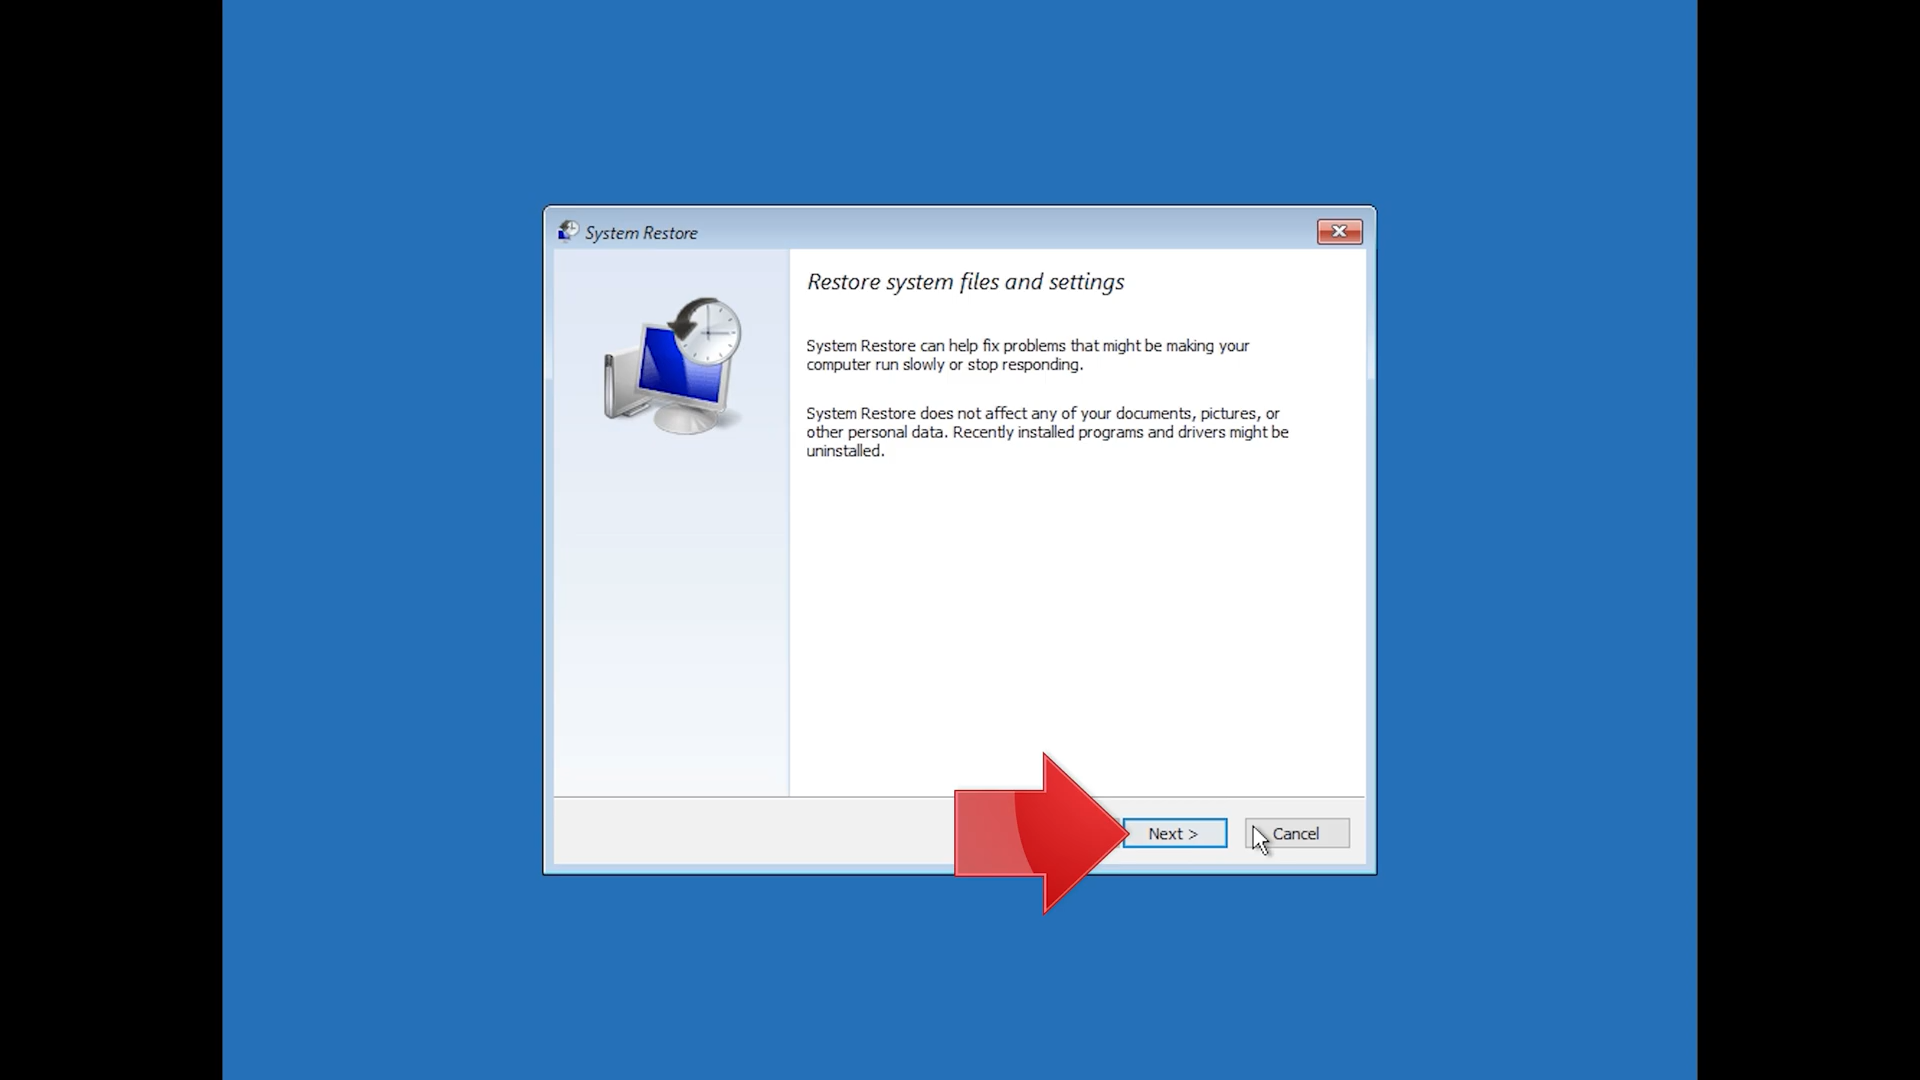 System Restore
Restore system files and settings
System Restore can help fix problems that might be making your
computer run slowly or stop responding.
System Restore does not affect any of your documents, pictures, or
other personal data. Recently installed programs and drivers might be
uninstalled.
Next >
Cancel